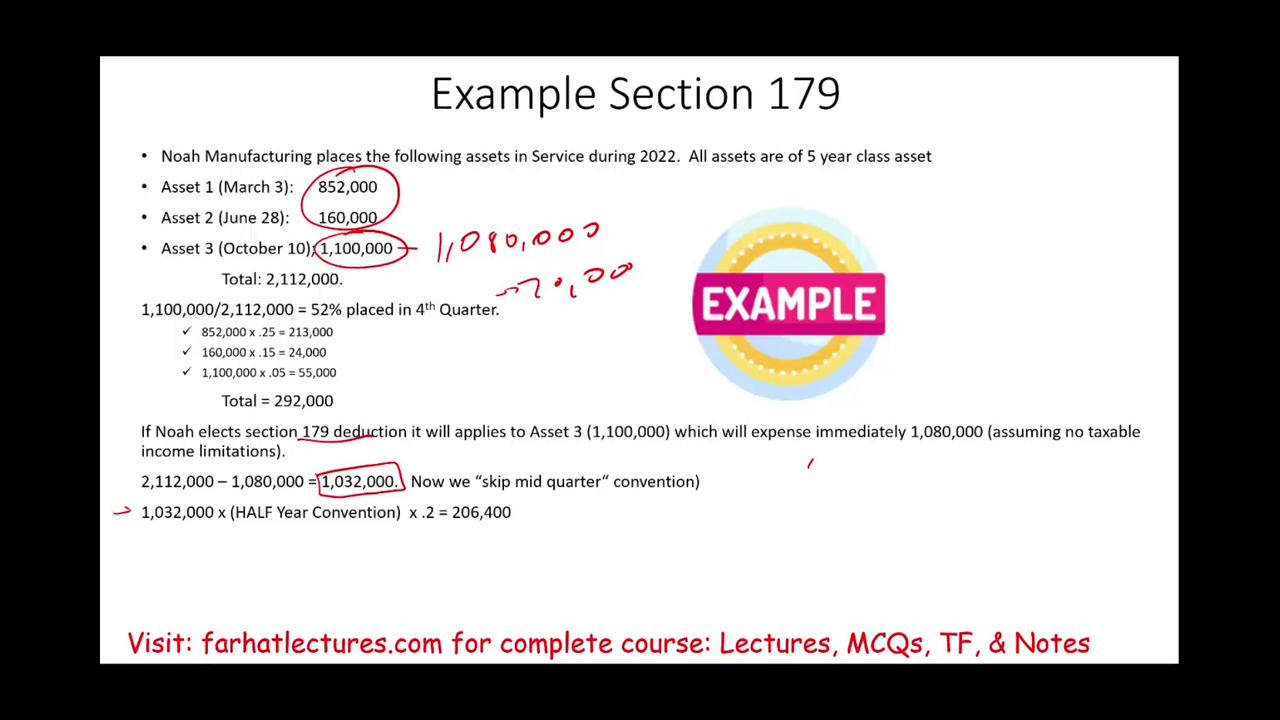 Example Section 179
• Noah Manufacturing places the following assets in Service during 2022. All assets are of 5 year class asset
• Asset 1 (March 3): 852,000
• Asset 2 (June 28): 160,000
• Asset 3 (October 10): 1,100,000 1,080,000
Total: 2,112,000.
1,100,000/2,112,000 = 52% placed in 4th Quarter.
✓ 852,000 x .25 = 213,000
✓ 160,000 x .15 = 24,000
✓ 1,100,000 x .05 = 55,000
Total = 292,000
EXAMPLE
If Noah elects section 179 deduction it will applies to Asset 3 (1,100,000) which will expense immediately 1,080,000 (assuming no taxable
income limitations).
2,112,000 – 1,080,000 = 1,032,000. Now we “skip mid quarter“ convention)
1,032,000 x (HALF Year Convention) x .2 = 206,400
Visit: farhatlectures.com for complete course: Lectures, MCQs, TF, & Notes